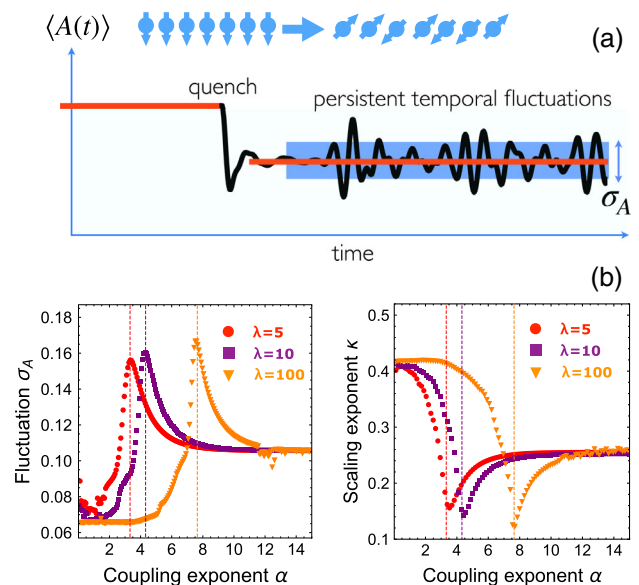 ⟨A(t)⟩
(a)
quench
persistent temporal fluctuations
σ_A
time
(b)
0.18
0.16
0.14
0.12
0.10
0.08
0.06
Fluctuation σ_A
λ=5
λ=10
λ=100
0 2 4 6 8 10 12 14
Coupling exponent α
0.5
0.4
0.3
0.2
0.1
Scaling exponent κ
λ=5
λ=10
λ=100
2 4 6 8 10 12 14
Coupling exponent α